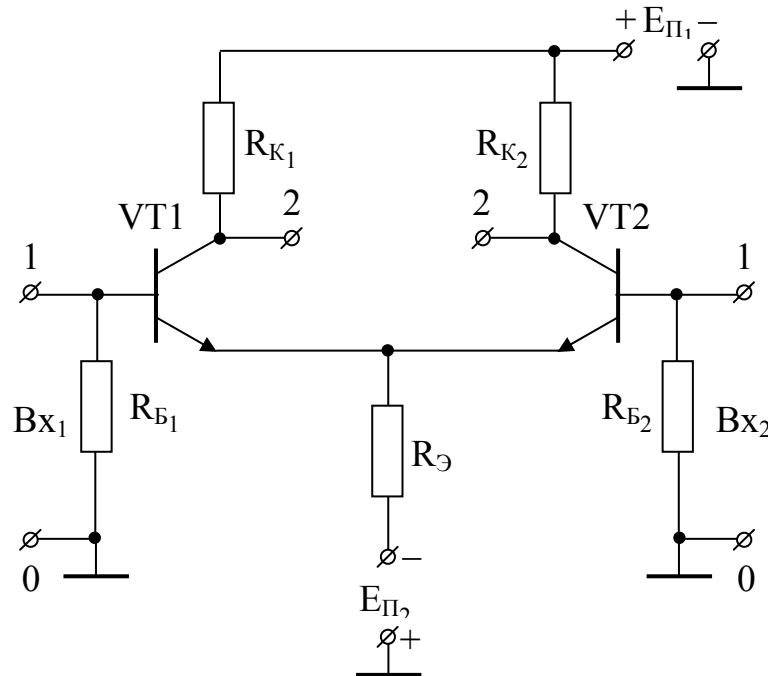 + EП1 –
RК1 RК2
VT1 2 2 VT2
1 1
Вх1 RБ1 RБ2 Вх2
RЭ
0 – 0
EП2
+